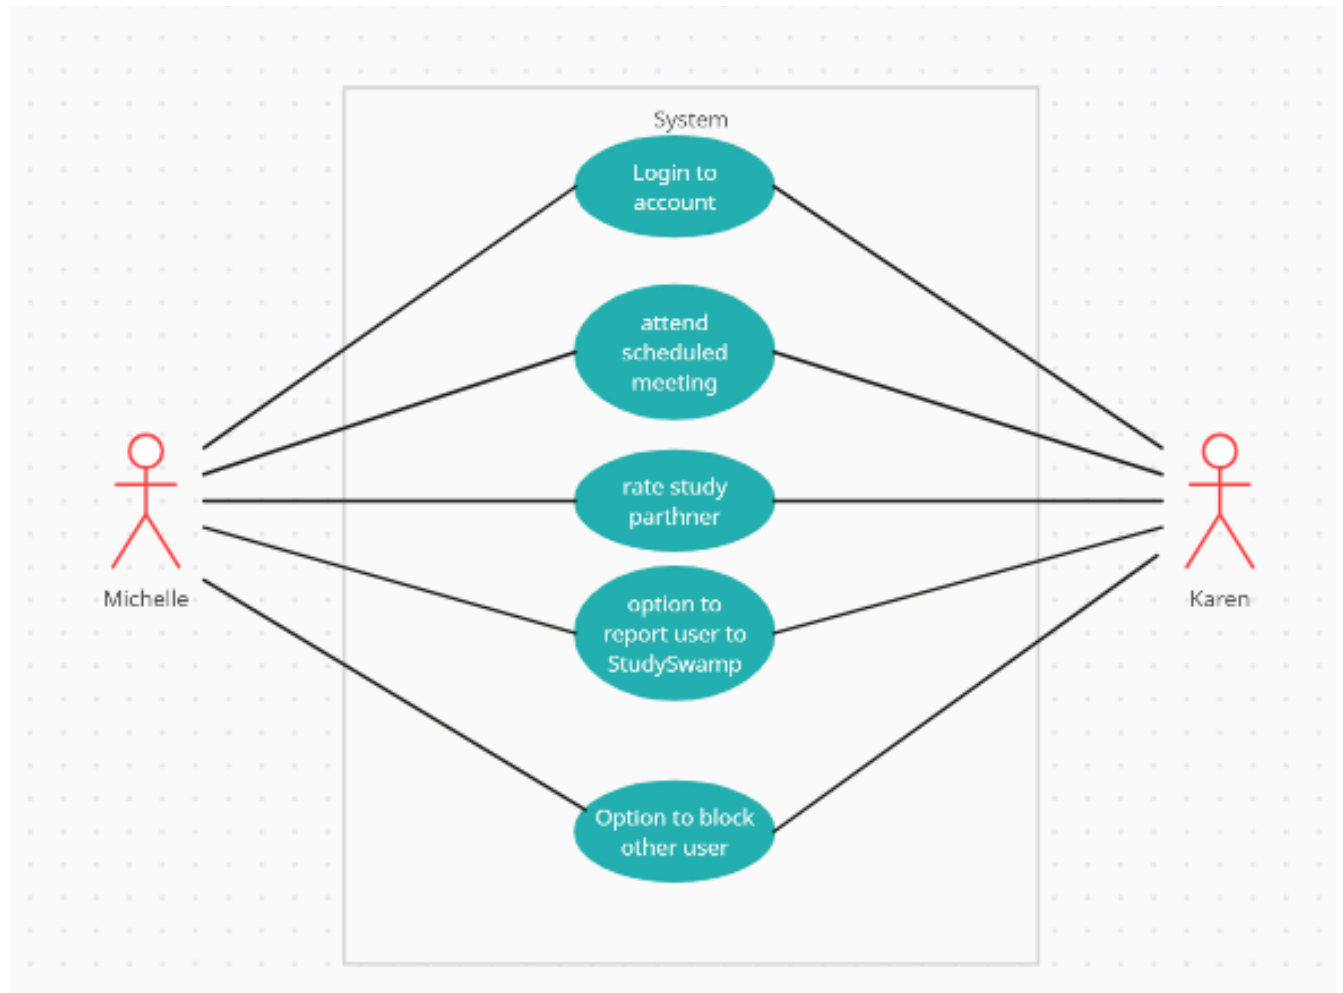 System
Login to
account
attend
scheduled
meeting
rate study
parthner
option to
report user to
StudySwamp
Option to block
other user
Michelle
Karen